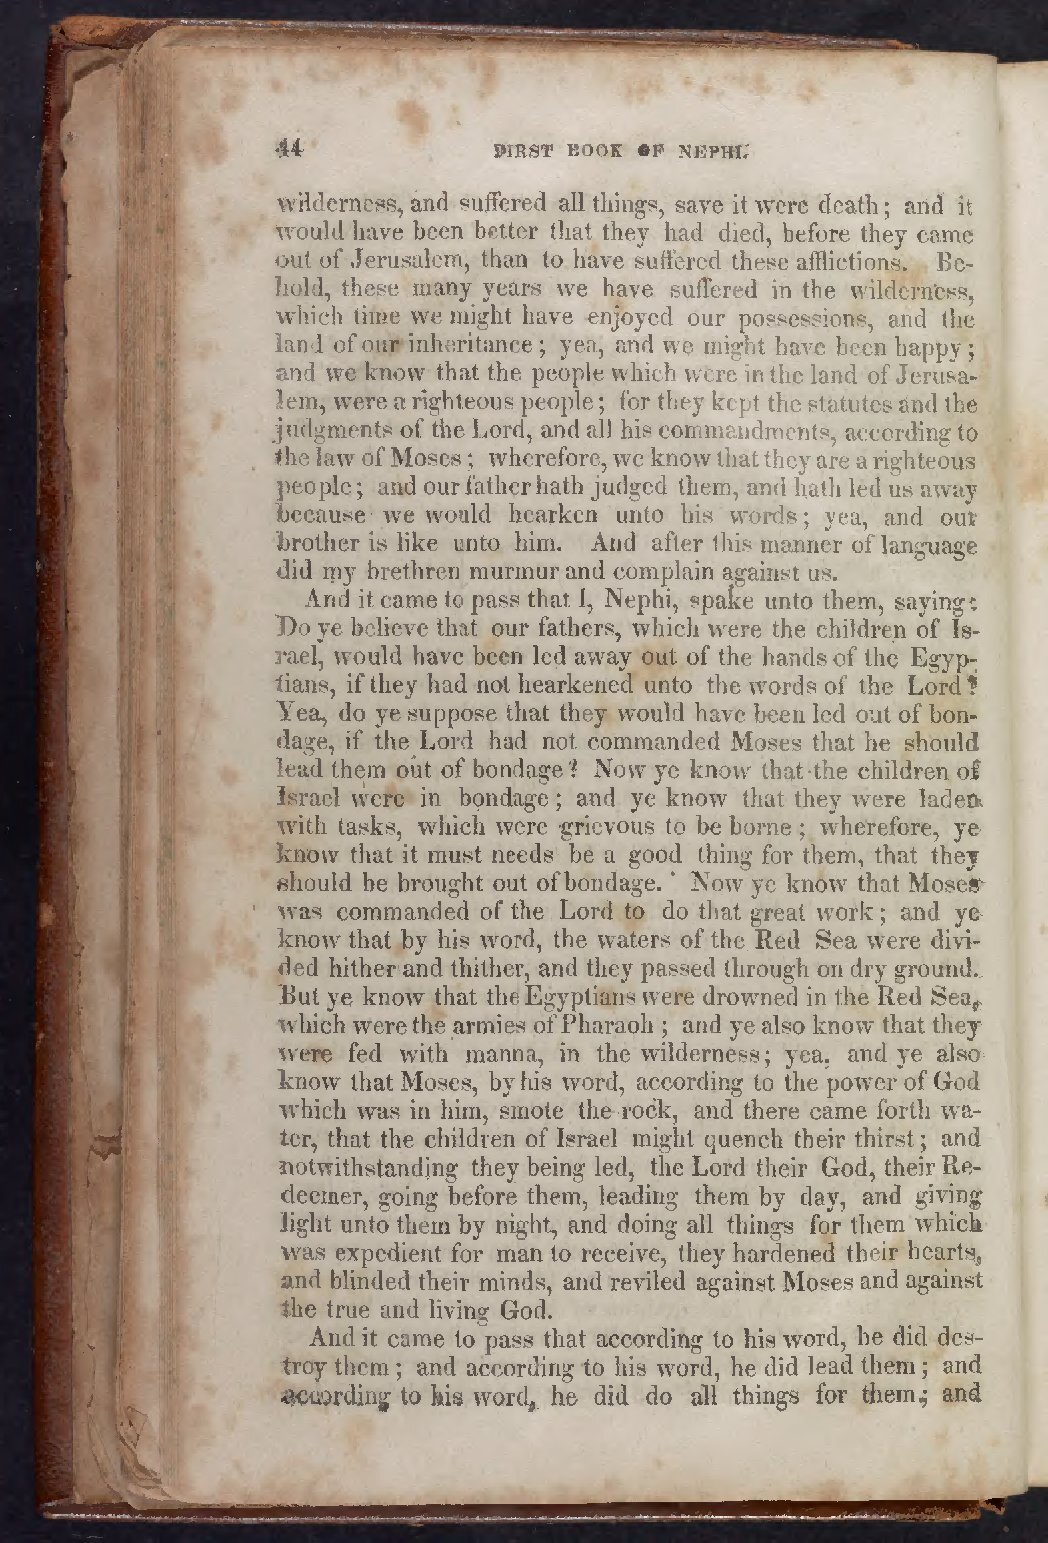 44 DIRST BOOK OF NEPHI.
wilderness, and suffered all things, save it were death; and it
would have been better that they had died, before they came
out of Jerusalem, than to have suffered these afflictions. Be-
hold, these many years we have suffered in the wilderness,
which time we might have enjoyed our possessions, and the
land of our inheritance; yea, and we might have been happy;
and we know that the people which were in the land of Jerusa-
lem, were a righteous people; for they kept the statutes and the
judgments of the Lord, and all his commandments, according to
the law of Moses; wherefore, we know that they are a righteous
people; and our father hath judged them, and hath led us away
because we would hearken unto his words; yea, and our
brother is like unto him. And after this manner of language
did my brethren murmur and complain against us.
And it came to pass that I, Nephi, spake unto them, saying:
Do ye believe that our fathers, which were the children of Is-
rael, would have been led away out of the hands of the Egyp-
tians, if they had not hearkened unto the words of the Lord?
Yea, do ye suppose that they would have been led out of bon-
dage, if the Lord had not commanded Moses that he should
lead them out of bondage? Now ye know that the children of
Israel were in bondage; and ye know that they were laden
with tasks, which were grievous to be borne; wherefore, ye
know that it must needs be a good thing for them, that they
should be brought out of bondage. Now ye know that Moses
was commanded of the Lord to do that great work; and ye
know that by his word, the waters of the Red Sea were divi-
ded hither and thither, and they passed through on dry ground.
But ye know that the Egyptians were drowned in the Red Sea,
which were the armies of Pharaoh; and ye also know that they
were fed with manna, in the wilderness; yea, and ye also
know that Moses, by his word, according to the power of God
which was in him, smote the rock, and there came forth wa-
ter, that the children of Israel might quench their thirst; and
notwithstanding they being led, the Lord their God, their Re-
deemer, going before them, leading them by day, and giving
light unto them by night, and doing all things for them which
was expedient for man to receive, they hardened their hearts,
and blinded their minds, and reviled against Moses and against
the true and living God.
And it came to pass that according to his word, he did des-
troy them; and according to his word, he did lead them; and
according to his word, he did do all things for them; and